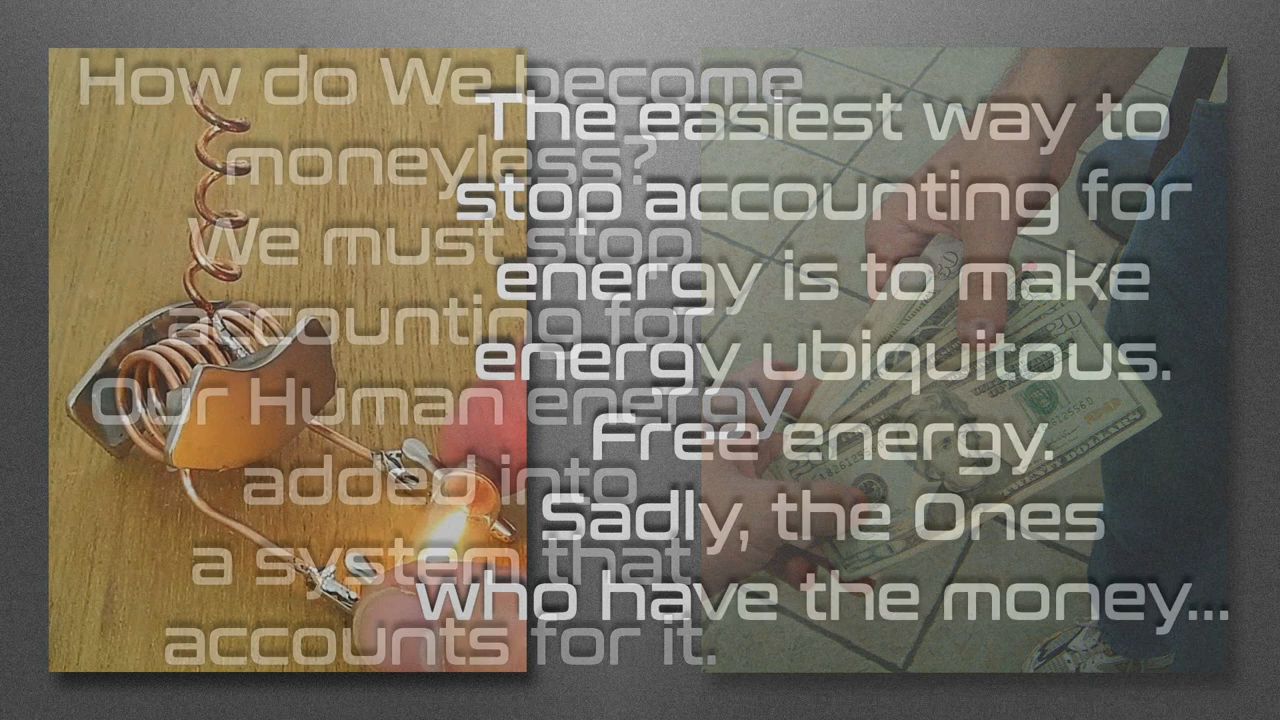 How do We become
moneyless?
We must stop
accounting for
Our Human energy
added into
a system that
accounts for it.
The easiest way to
stop accounting for
energy is to make
energy ubiquitous.
Free energy.
Sadly, the Ones
who have the money...